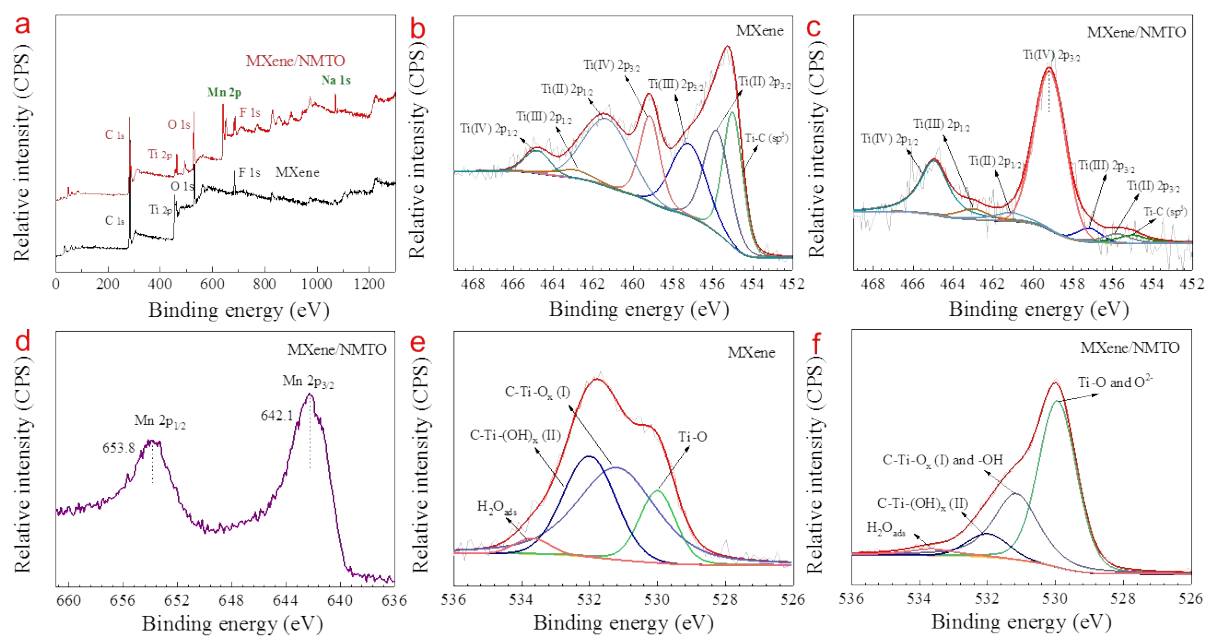 a
Relative intensity (CPS)
MXene/NMTO
Na 1s
Mn 2p
F 1s
C 1s
O 1s
Ti 2p
O 1s
F 1s
MXene
C 1s
Ti 2p
0 200 400 600 800 1000 1200
Binding energy (eV)
b
Relative intensity (CPS)
MXene
Ti(IV) 2p3/2
Ti(II) 2p1/2
Ti(III) 2p3/2
Ti(II) 2p3/2
Ti(III) 2p1/2
Ti(IV) 2p1/2
Ti-C (sp3)
468 466 464 462 460 458 456 454 452
Binding energy (eV)
c
Relative intensity (CPS)
MXene/NMTO
Ti(IV) 2p3/2
Ti(III) 2p1/2
Ti(IV) 2p1/2
Ti(II) 2p1/2
Ti(III) 2p3/2
Ti(II) 2p3/2
Ti-C (sp3)
468 466 464 462 460 458 456 454 452
Binding energy (eV)
d
Relative intensity (CPS)
MXene/NMTO
Mn 2p3/2
642.1
Mn 2p1/2
653.8
660 656 652 648 644 640 636
Binding energy (eV)
e
Relative intensity (CPS)
MXene
C-Ti-Ox (I)
C-Ti-(OH)x (II)
Ti-O
H2Oads
536 534 532 530 528 526
Binding energy (eV)
f
Relative intensity (CPS)
MXene/NMTO
Ti-O and O2-
C-Ti-Ox (I) and -OH
C-Ti-(OH)x (II)
H2Oads
536 534 532 530 528 526
Binding energy (eV)